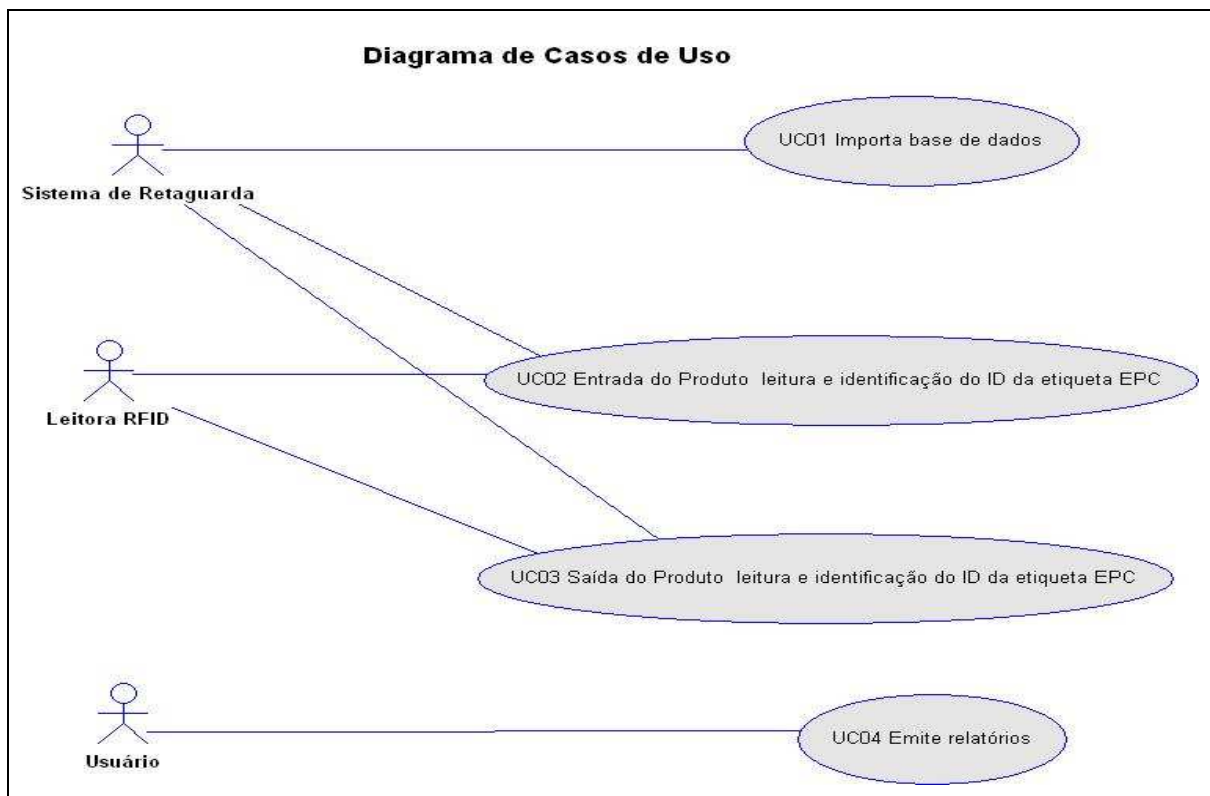 Diagrama de Casos de Uso
UC01 Importa base de dados
Sistema de Retaguarda
UC02 Entrada do Produto leitura e identificação do ID da etiqueta EPC
Leitora RFID
UC03 Saída do Produto leitura e identificação do ID da etiqueta EPC
UC04 Emite relatórios
Usuário